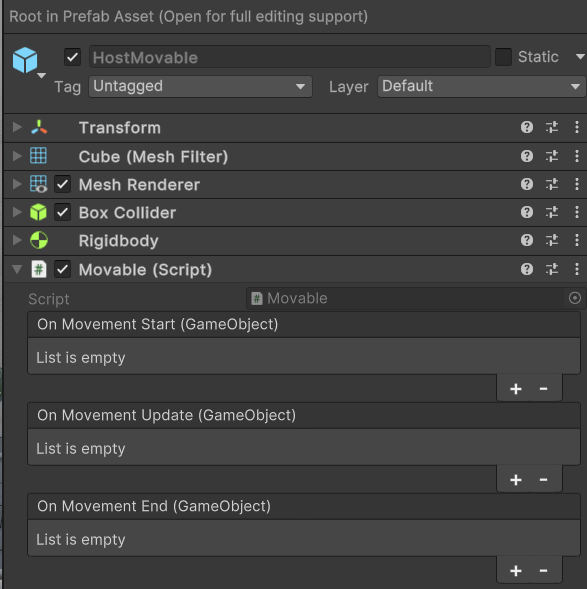 Root in Prefab Asset (Open for full editing support)
HostMovable Static
Tag Untagged Layer Default
Transform
Cube (Mesh Filter)
Mesh Renderer
Box Collider
Rigidbody
# Movable (Script)
Script # Movable
On Movement Start (GameObject)
List is empty
+ -
On Movement Update (GameObject)
List is empty
+ -
On Movement End (GameObject)
List is empty
+ -